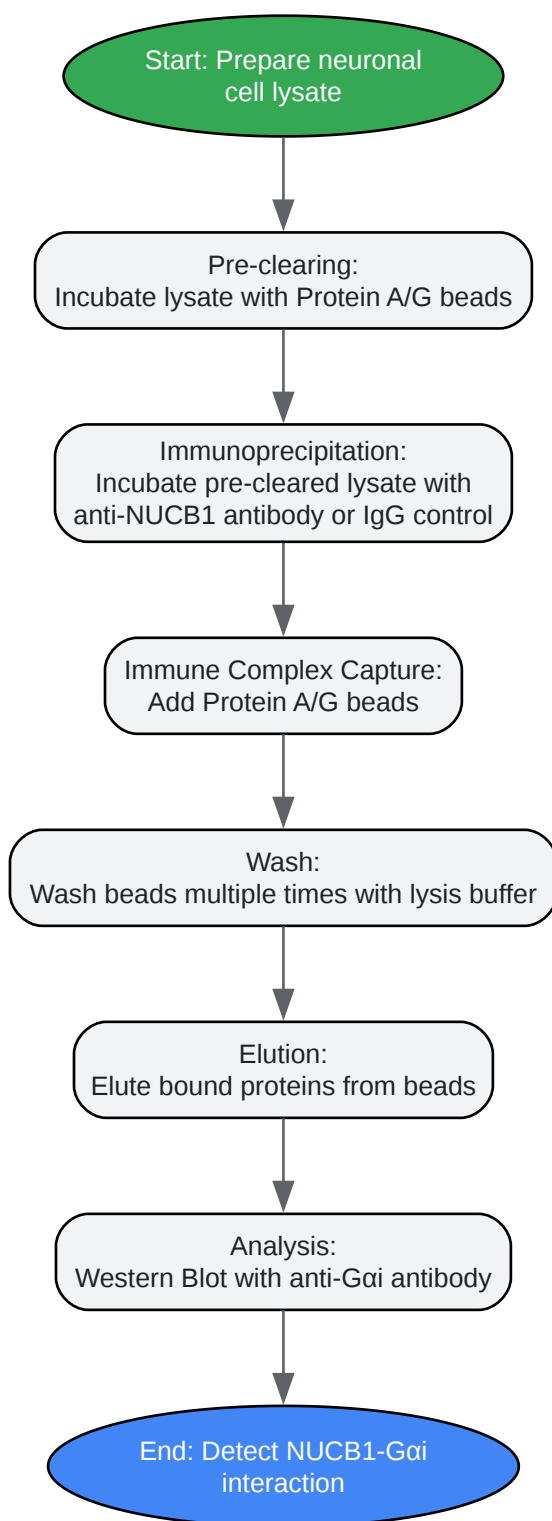 Start: Prepare neuronal
cell lysate
Pre-clearing:
Incubate lysate with Protein A/G beads
Immunoprecipitation:
Incubate pre-cleared lysate with
anti-NUCB1 antibody or IgG control
Immune Complex Capture:
Add Protein A/G beads
Wash:
Wash beads multiple times with lysis buffer
Elution:
Elute bound proteins from beads
Analysis:
Western Blot with anti-Gαi antibody
End: Detect NUCB1-Gαi
interaction